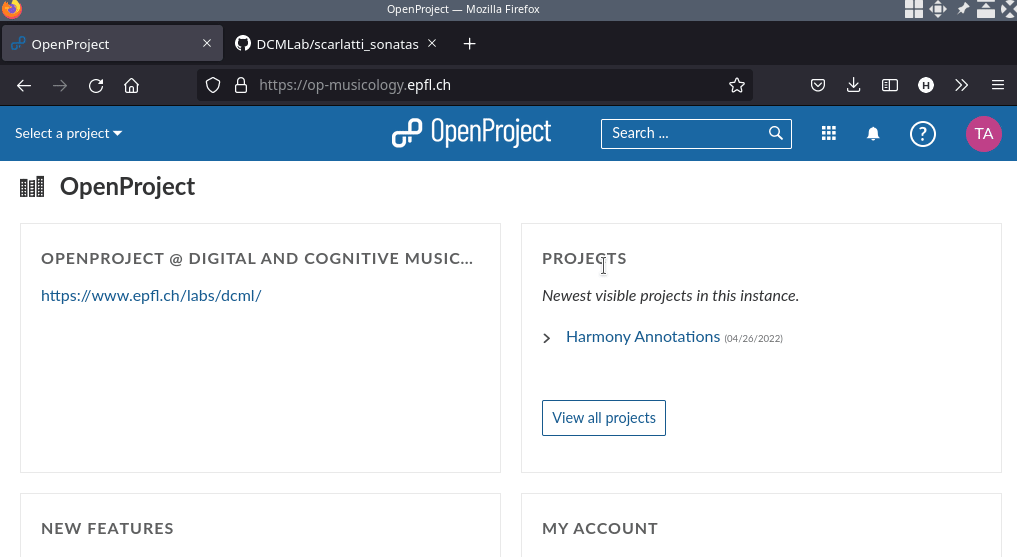 OpenProject — Mozilla Firefox
OpenProject
DCMLab/scarlatti_sonatas
https://op-musicology.epfl.ch
H
Select a project
OpenProject
Search ...
?
TA
OpenProject
OPENPROJECT @ DIGITAL AND COGNITIVE MUSIC...
https://www.epfl.ch/labs/dcml/
PROJECTS
Newest visible projects in this instance.
Harmony Annotations (04/26/2022)
View all projects
NEW FEATURES
MY ACCOUNT